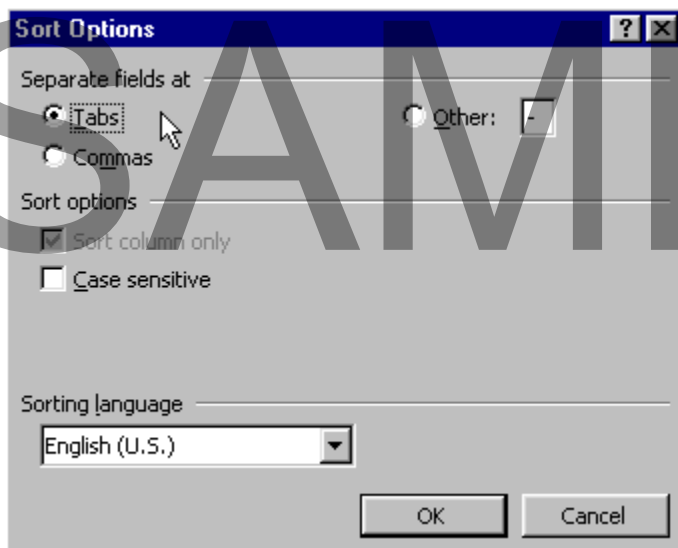 Sort Options
Separate fields at
Tabs
Other: -
Commas
Sort options
Sort column only
Case sensitive
Sorting language
English (U.S.)
OK Cancel